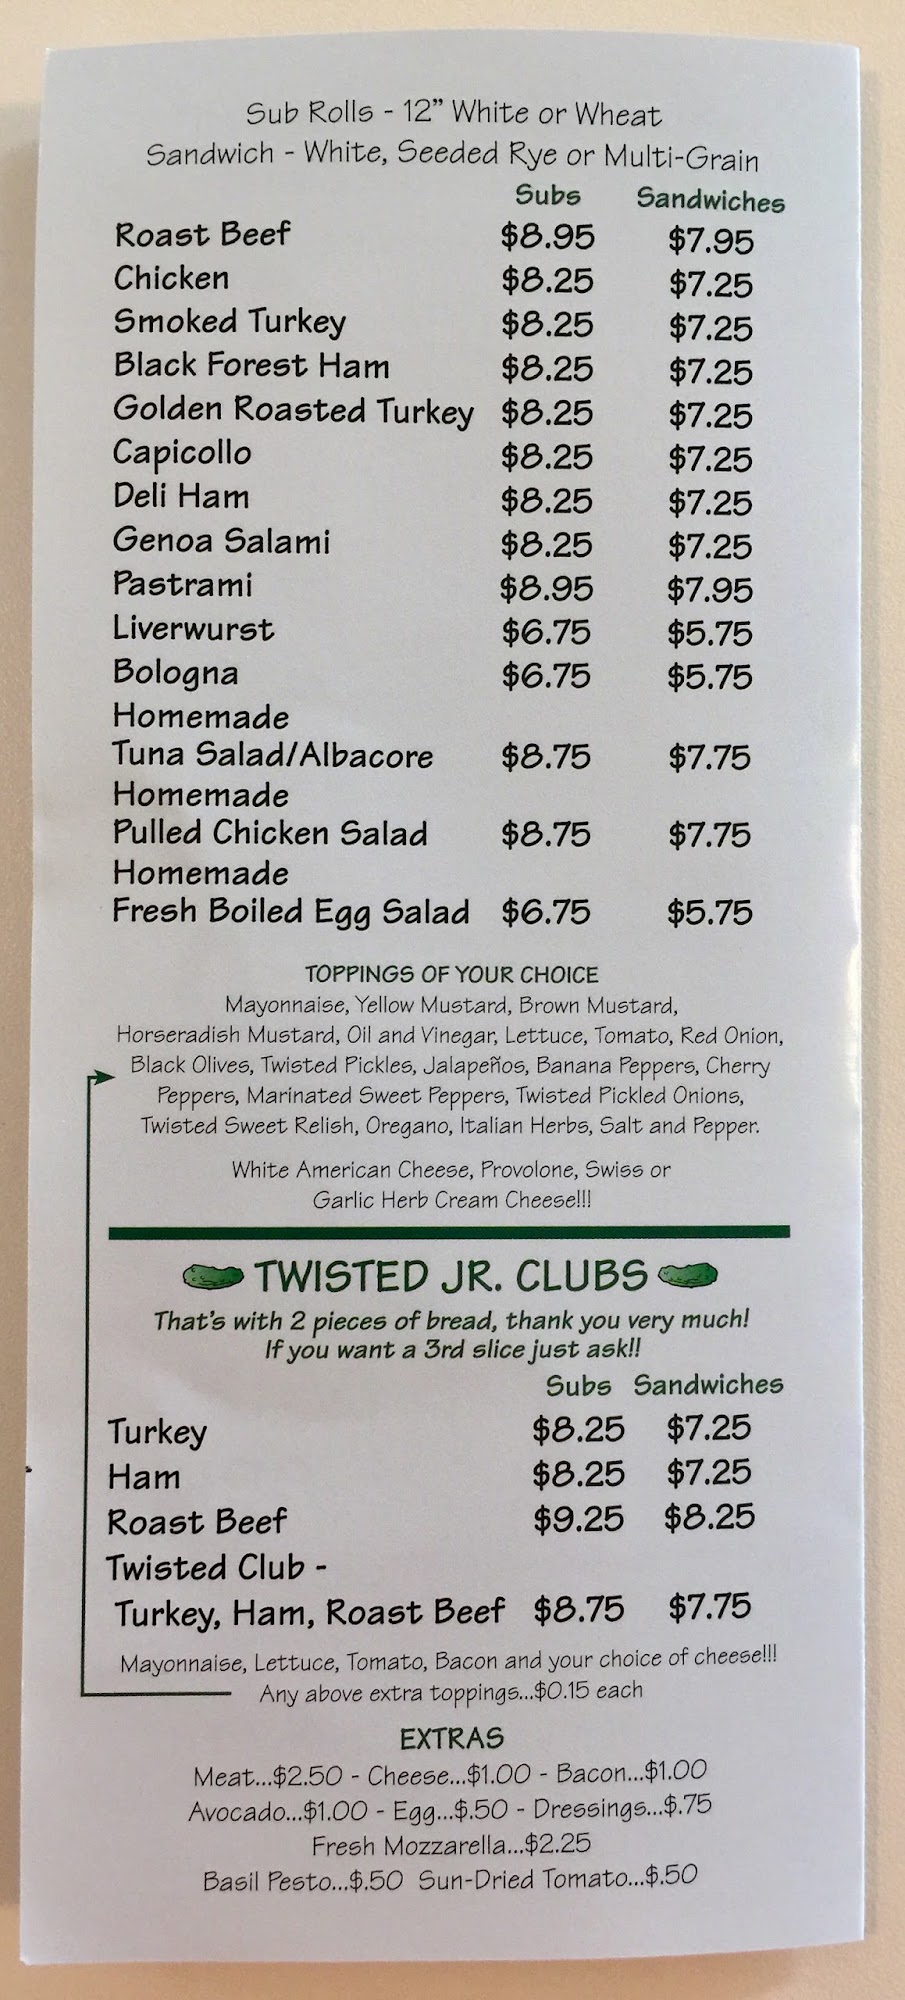 Sub Rolls - 12" White or Wheat
Sandwich - White, Seeded Rye or Multi-Grain
Subs Sandwiches
Roast Beef $8.95 $7.95
Chicken $8.25 $7.25
Smoked Turkey $8.25 $7.25
Black Forest Ham $8.25 $7.25
Golden Roasted Turkey $8.25 $7.25
Capicollo $8.25 $7.25
Deli Ham $8.25 $7.25
Genoa Salami $8.25 $7.25
Pastrami $8.95 $7.95
Liverwurst $6.75 $5.75
Bologna $6.75 $5.75
Homemade
Tuna Salad/Albacore $8.75 $7.75
Homemade
Pulled Chicken Salad $8.75 $7.75
Homemade
Fresh Boiled Egg Salad $6.75 $5.75
TOPPINGS OF YOUR CHOICE
Mayonnaise, Yellow Mustard, Brown Mustard,
Horseradish Mustard, Oil and Vinegar, Lettuce, Tomato, Red Onion,
Black Olives, Twisted Pickles, Jalapeños, Banana Peppers, Cherry
Peppers, Marinated Sweet Peppers, Twisted Pickled Onions,
Twisted Sweet Relish, Oregano, Italian Herbs, Salt and Pepper.
White American Cheese, Provolone, Swiss or
Garlic Herb Cream Cheese!!!
TWISTED JR. CLUBS
That's with 2 pieces of bread, thank you very much!
If you want a 3rd slice just ask!!
Subs Sandwiches
Turkey $8.25 $7.25
Ham $8.25 $7.25
Roast Beef $9.25 $8.25
Twisted Club -
Turkey, Ham, Roast Beef $8.75 $7.75
Mayonnaise, Lettuce, Tomato, Bacon and your choice of cheese!!!
Any above extra toppings...$0.15 each
EXTRAS
Meat...$2.50 - Cheese...$1.00 - Bacon...$1.00
Avocado...$1.00 - Egg...$.50 - Dressings...$.75
Fresh Mozzarella...$2.25
Basil Pesto...$.50 Sun-Dried Tomato...$.50